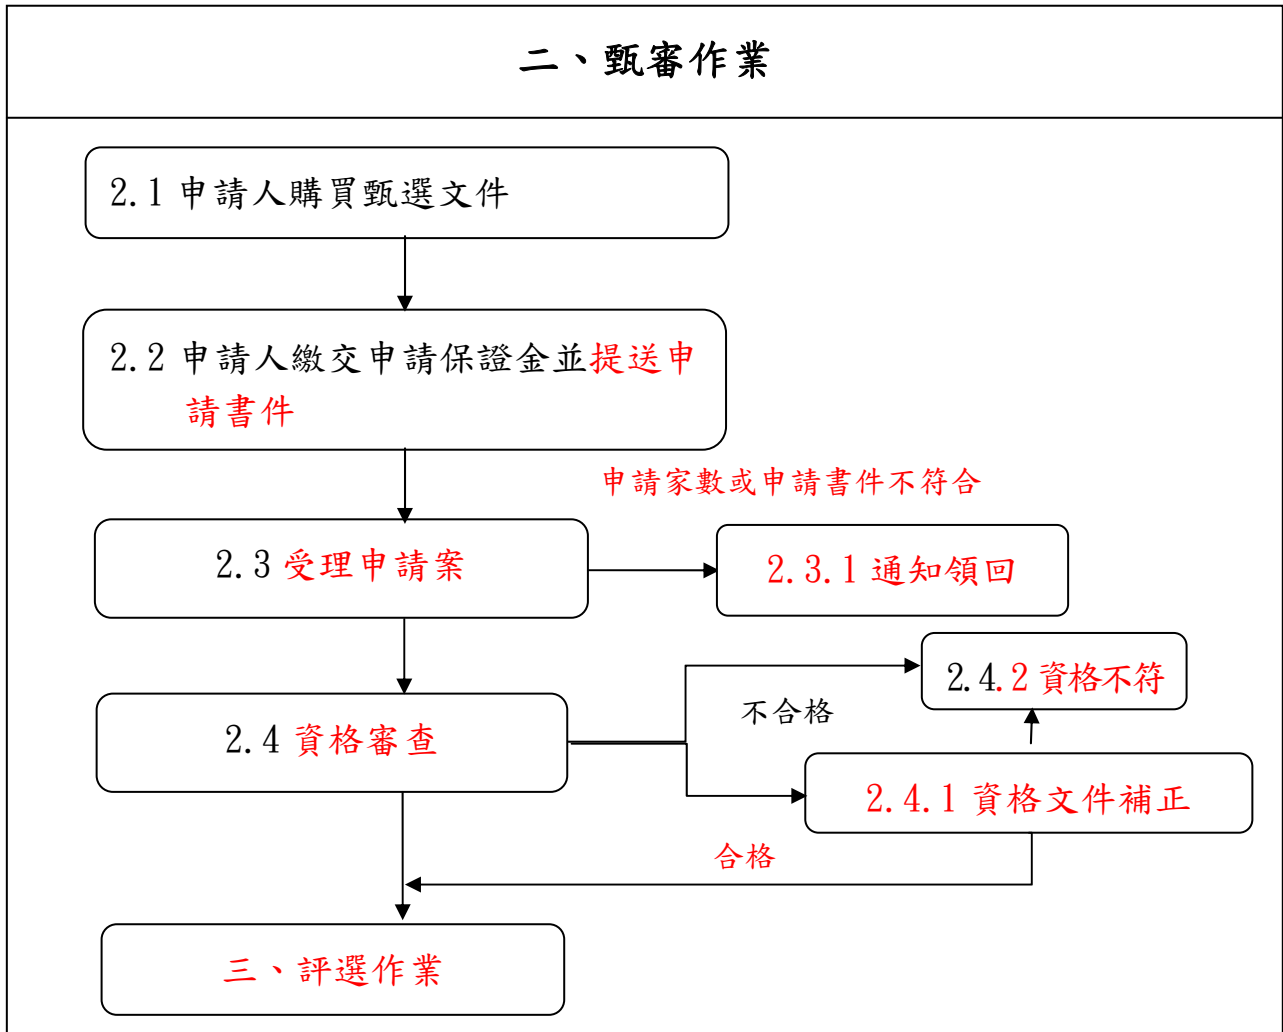 二、甄審作業
2.1 申請人購買甄選文件
2.2 申請人繳交申請保證金並提送申
請書件
申請家數或申請書件不符合
2.3 受理申請案
2.3.1 通知領回
2.4.2 資格不符
不合格
2.4 資格審查
2.4.1 資格文件補正
合格
三、評選作業